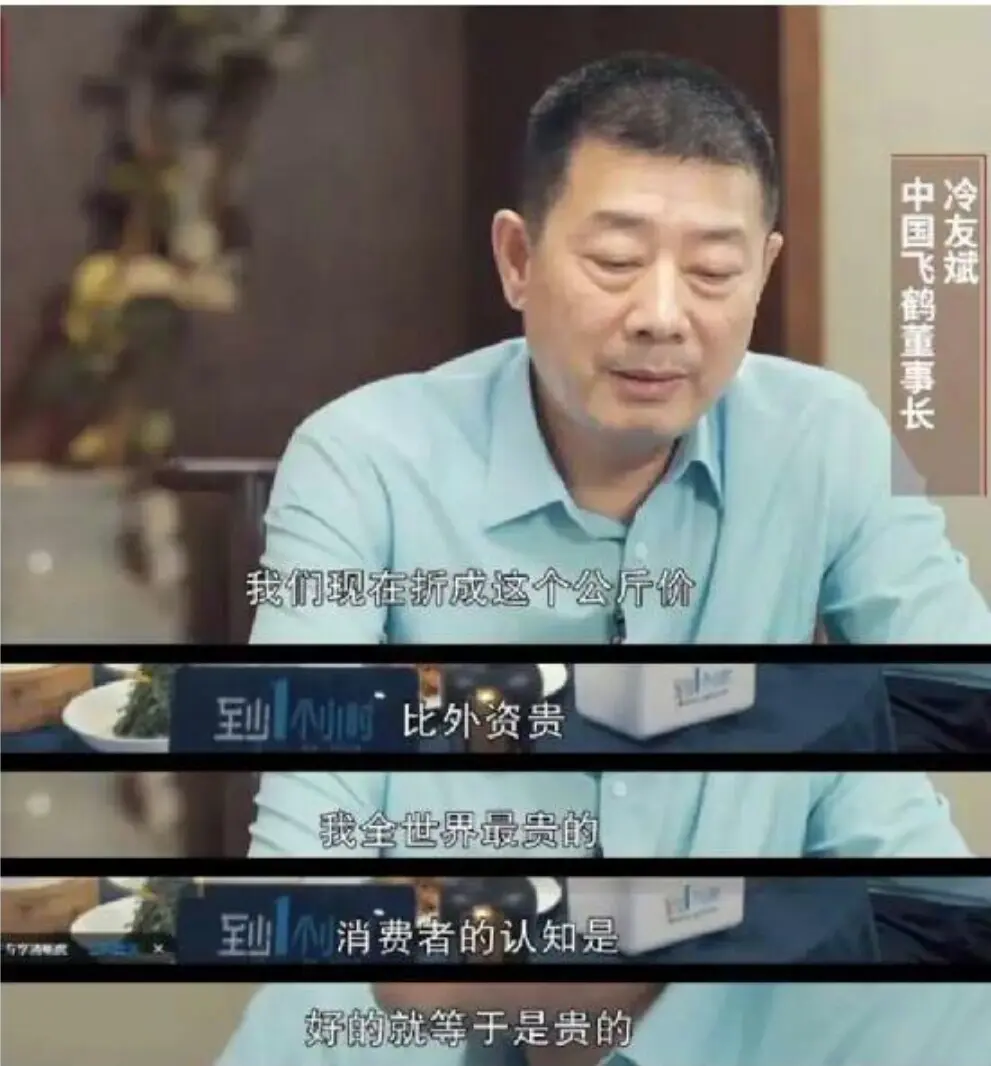 冷友斌
中国飞鹤董事长
我们现在折成这个公斤价
比外资贵
我全世界最贵的
消费者的认知是
好的就等于是贵的